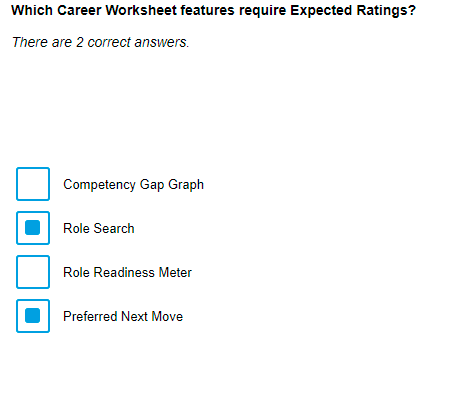 Which Career Worksheet features require Expected Ratings?
There are 2 correct answers.
Competency Gap Graph
Role Search
Role Readiness Meter
Preferred Next Move